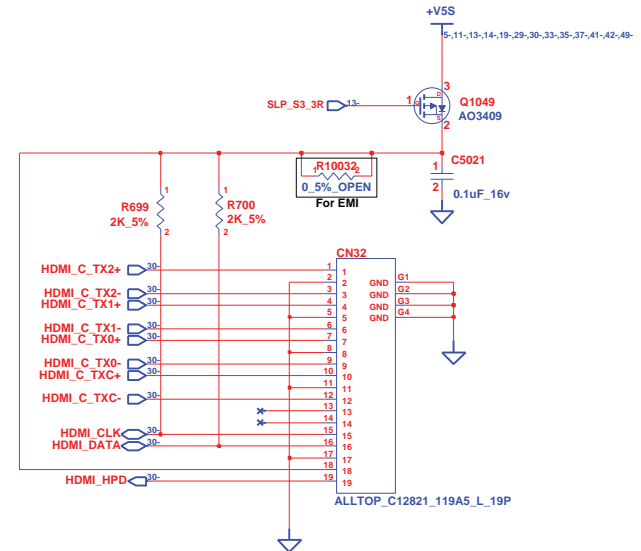 +V5S
5-,11-,13-,14-,19-,29-,30-,33-,35-,37-,41-,42-,49-
3
D
SLP_S3_3R 13- 1 G Q1049
AO3409
S
2
1 R10032 2
0_5%_OPEN
For EMI
1 C5021
2 0.1uF_16v
1 1
R699 R700
2K_5% 2K_5%
2 2
CN32
HDMI_C_TX2+ 30- 1 1 G1
2 2 GND G2
HDMI_C_TX2- 30- 3 3 GND G3
HDMI_C_TX1+ 30- 4 4 GND G4
5 5 GND
HDMI_C_TX1- 30- 6 6
HDMI_C_TX0+ 30- 7 7
8 8
HDMI_C_TX0- 30- 9 9
HDMI_C_TXC+ 30- 10 10
11 11
HDMI_C_TXC- 30- 12 12
13 13
14 14
HDMI_CLK 30- 15 15
HDMI_DATA 30- 16 16
17 17
18 18
HDMI_HPD 30- 19 19
ALLTOP_C12821_119A5_L_19P